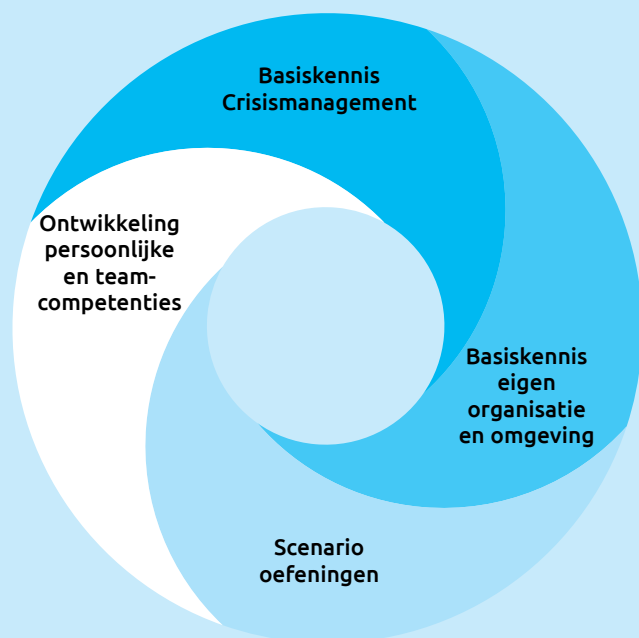 Basiskennis
Crisismanagement
Ontwikkeling
persoonlijke
en team-
competenties
Basiskennis
eigen
organisatie
en omgeving
Scenario
oefeningen